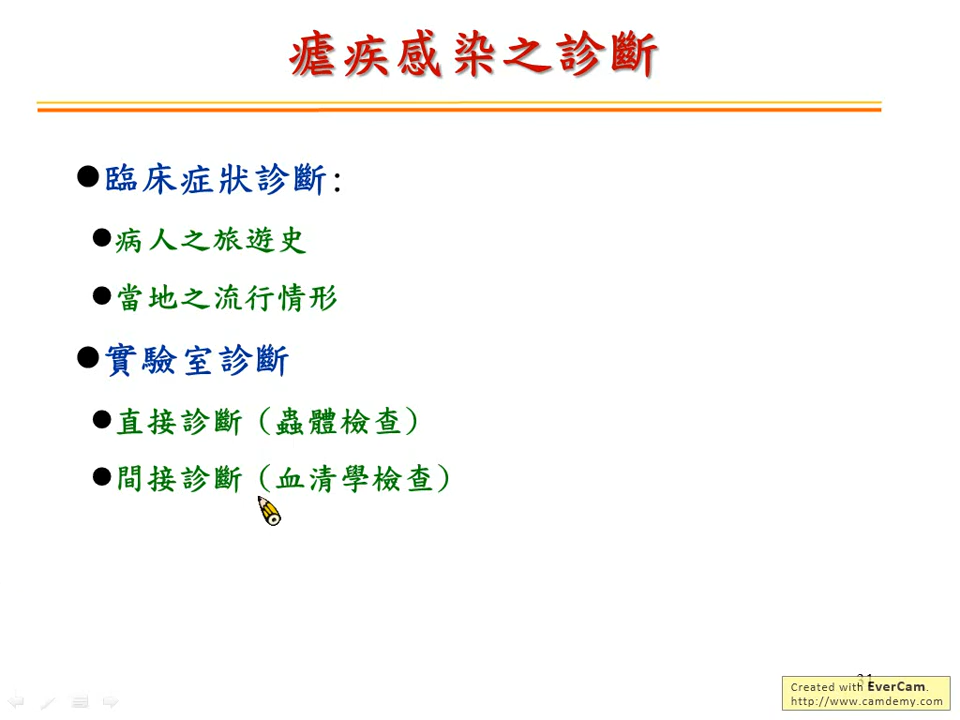 瘧疾感染之診斷
●臨床症狀診斷:
●病人之旅遊史
●當地之流行情形
●實驗室診斷
●直接診斷（蟲體檢查）
●間接診斷（血清學檢查）
Created with EverCam.
http://www.camdemy.com